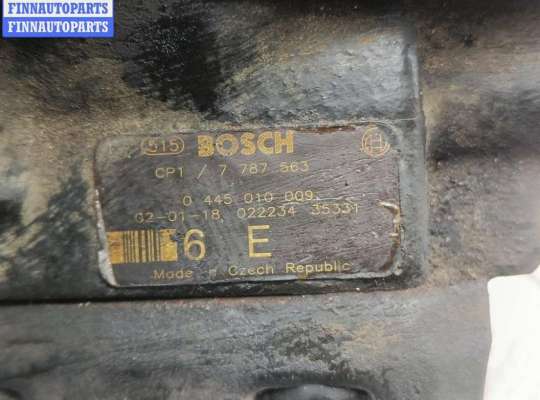 FINNAUTOPARTS
FINNAUTOPARTS
515 BOSCH
CP1 / 7 787 563
0 445 010 009
02-01-18, 022234 35331
6 E
Made in Czech Republic